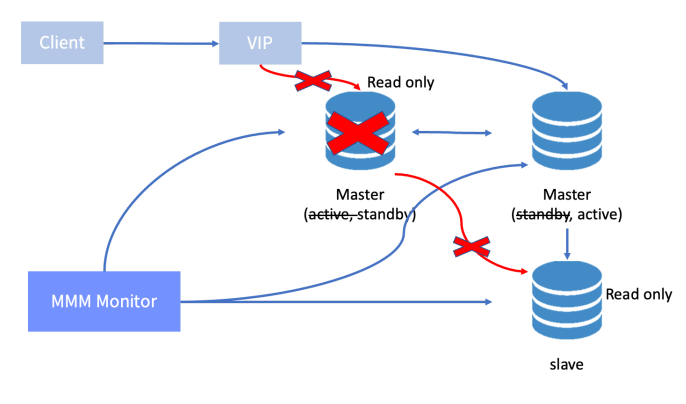 Client
VIP
Read only
Master
(active, standby)
Master
(standby, active)
MMM Monitor
Read only
slave